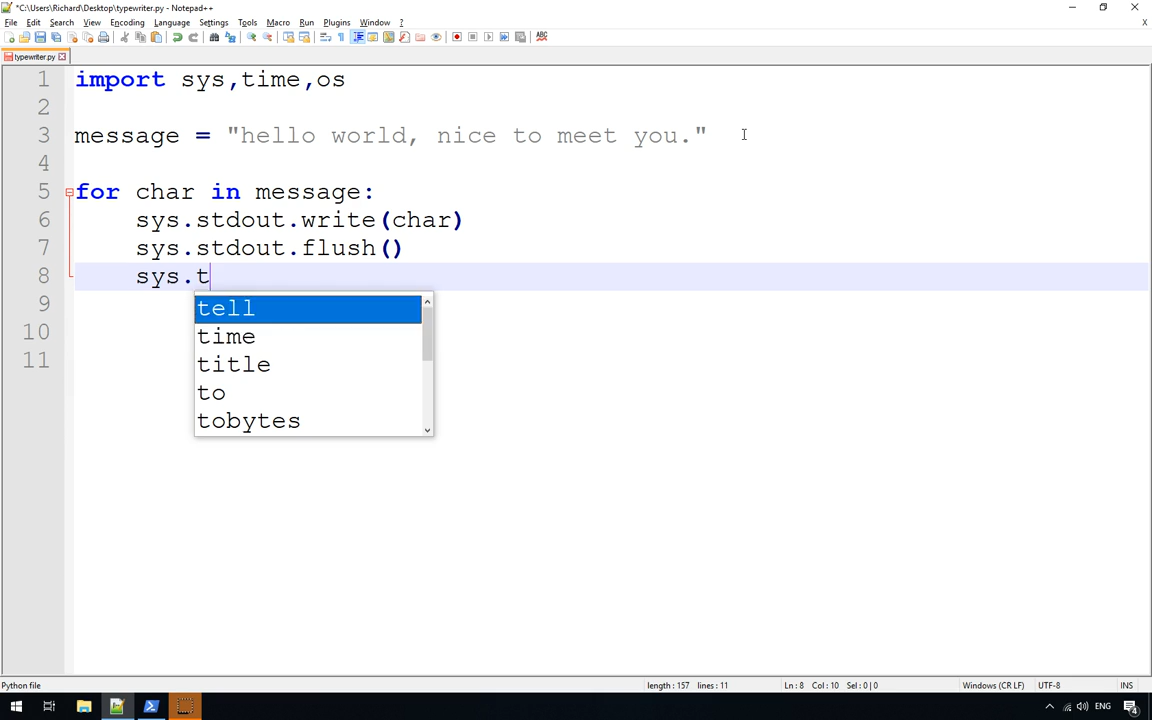 *C:\Users\Richard\Desktop\typewriter.py - Notepad++
File Edit Search View Encoding Language Settings Tools Macro Run Plugins Window ?
X
typewriter.py
1 import sys,time,os
2
3 message = "hello world, nice to meet you."
4
5 for char in message:
6 sys.stdout.write(char)
7 sys.stdout.flush()
8 sys.t
9
10
11
tell
time
title
to
tobytes
Python file length : 157 lines : 11 Ln : 8 Col : 10 Sel : 0 | 0 Windows (CR LF) UTF-8 INS
ENG 4